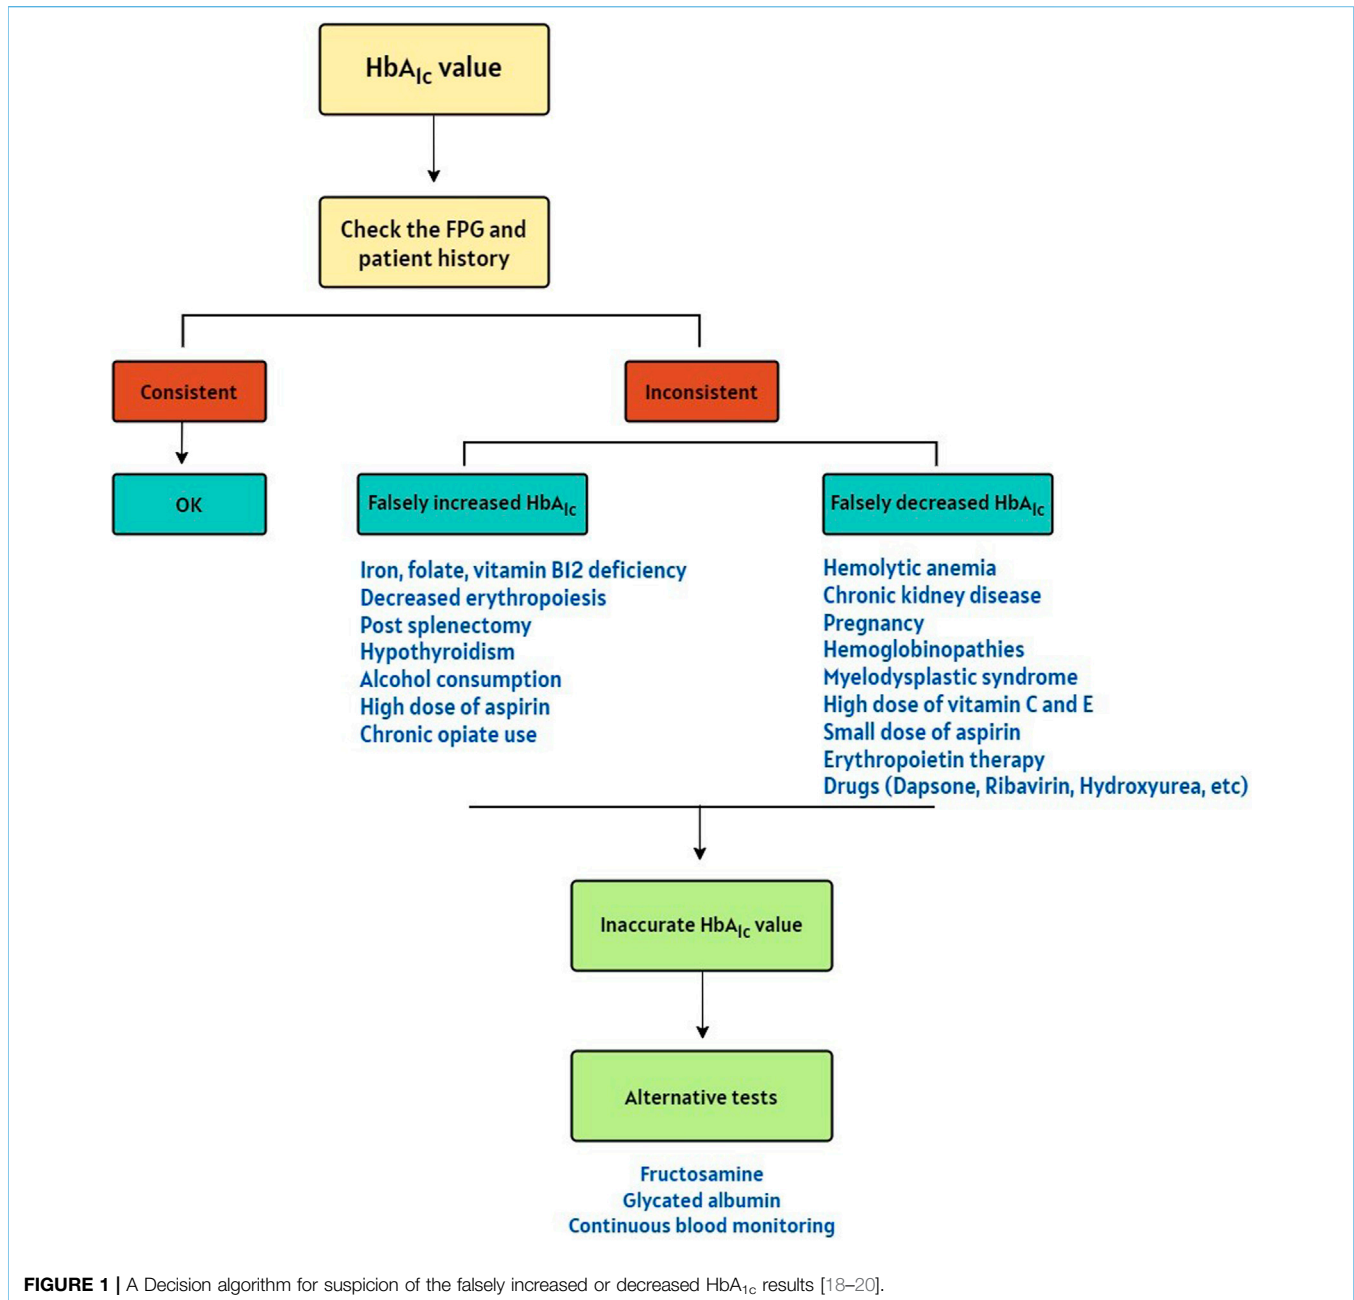 HbA1c value
Check the FPG and
patient history
Consistent
Inconsistent
OK
Falsely increased HbA1c
Falsely decreased HbA1c
Iron, folate, vitamin B12 deficiency
Decreased erythropoiesis
Post splenectomy
Hypothyroidism
Alcohol consumption
High dose of aspirin
Chronic opiate use
Hemolytic anemia
Chronic kidney disease
Pregnancy
Hemoglobinopathies
Myelodysplastic syndrome
High dose of vitamin C and E
Small dose of aspirin
Erythropoietin therapy
Drugs (Dapsone, Ribavirin, Hydroxyurea, etc)
Inaccurate HbA1c value
Alternative tests
Fructosamine
Glycated albumin
Continuous blood monitoring
FIGURE 1 | A Decision algorithm for suspicion of the falsely increased or decreased HbA1c results [18–20].